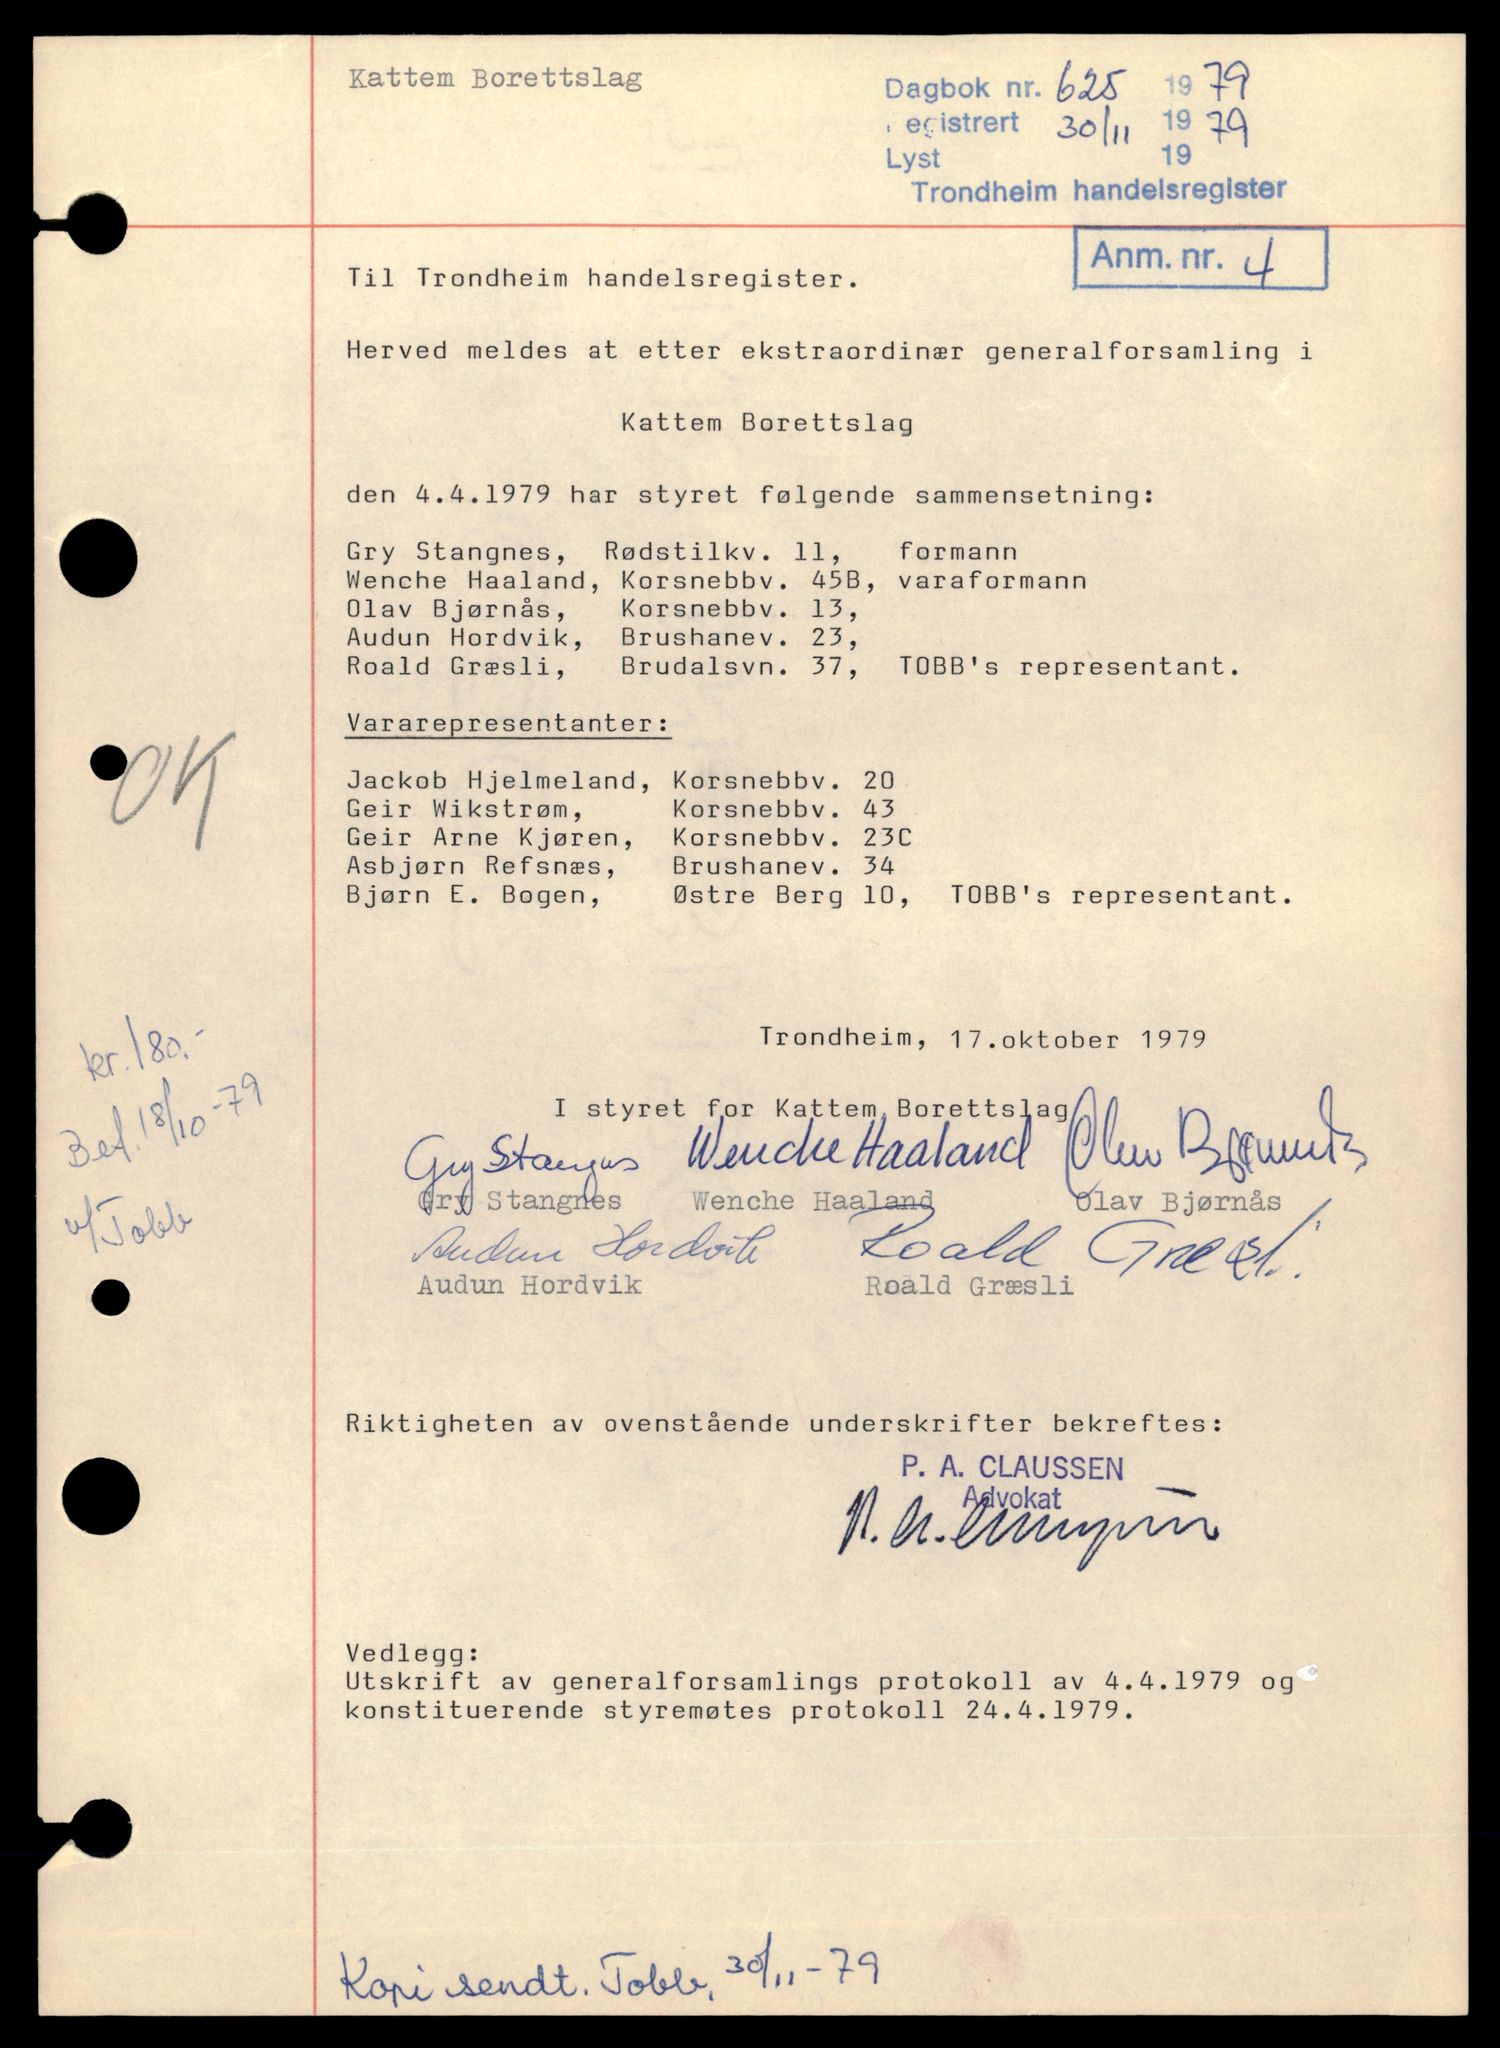 Kattem Borettslag
Dagbok nr. 625 1979
registrert 30/11 1979
Lyst 19
Trondheim handelsregister
Anm. nr. 4
Til Trondheim handelsregister.
Herved meldes at etter ekstraordinær generalforsamling i
Kattem Borettslag
den 4.4.1979 har styret følgende sammensetning:
Gry Stangnes, Rødstilkv. 11, formann
Wenche Haaland, Korsnebbv. 45B, varaformann
Olav Bjørnås, Korsnebbv. 13,
Audun Hordvik, Brushanev. 23,
Roald Græsli, Brudalsvn. 37, TOBB's representant.
Vararepresentanter:
OK
Jackob Hjelmeland, Korsnebbv. 20
Geir Wikstrøm, Korsnebbv. 43
Geir Arne Kjøren, Korsnebbv. 23C
Asbjørn Refsnæs, Brushanev. 34
Bjørn E. Bogen, Østre Berg 10, TOBB's representant.
kr. 180.-
Bet. 18/10-79
v/Tobb
Trondheim, 17.oktober 1979
I styret for Kattem Borettslag
Gry Stangnes Wenche Haaland Olav Bjørnås
Gry Stangnes Wenche Haaland Olav Bjørnås
Audun Hordvik Roald Græsli
Audun Hordvik Roald Græsli
Riktigheten av ovenstående underskrifter bekreftes:
P. A. CLAUSSEN
Advokat
Vedlegg:
Utskrift av generalforsamlings protokoll av 4.4.1979 og
konstituerende styremøtes protokoll 24.4.1979.
Kopi sendt. Tobb, 30/11-79